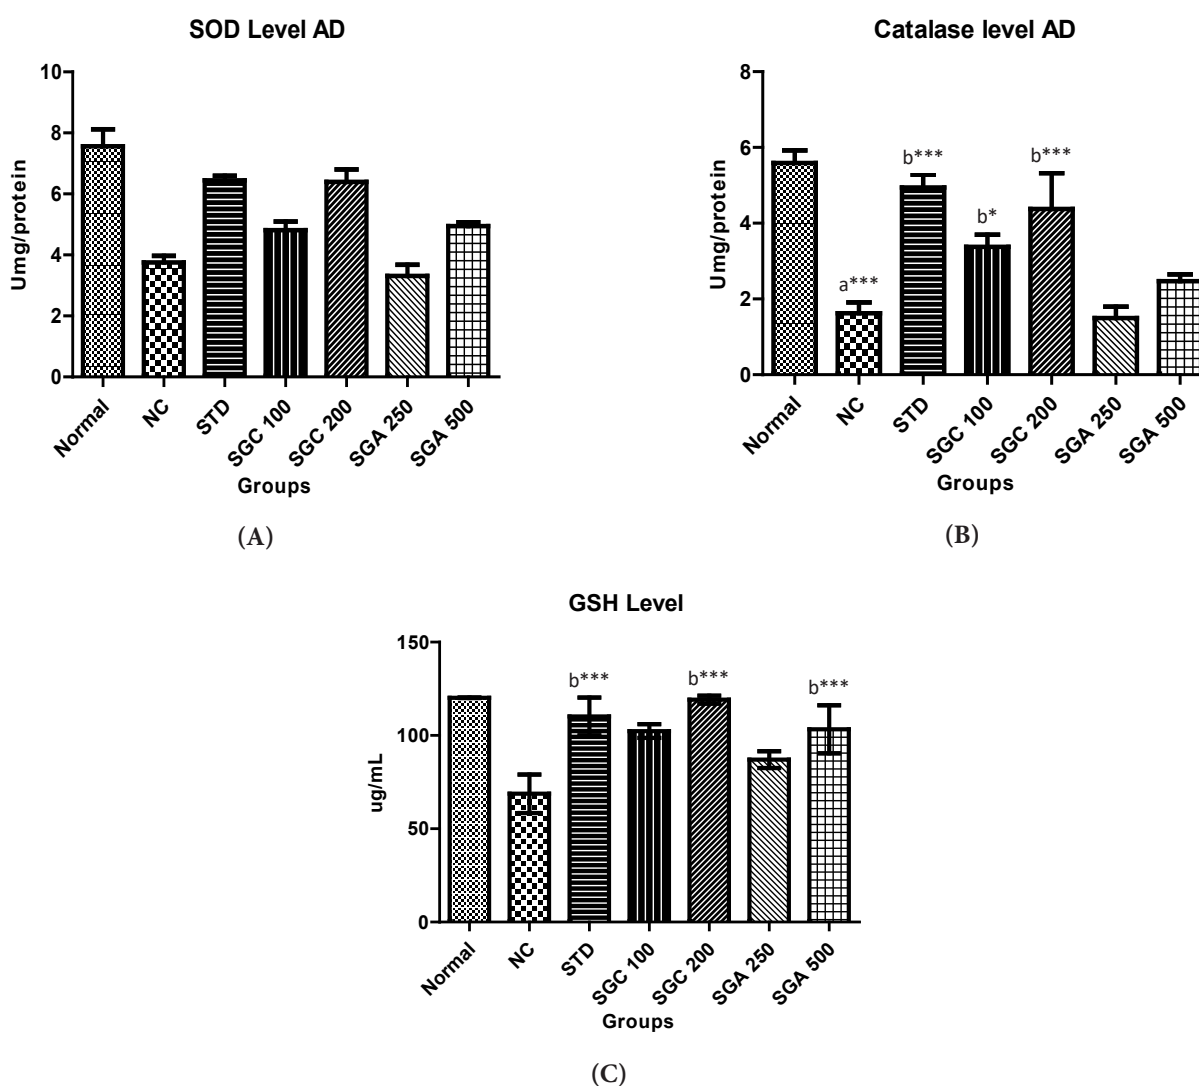 SOD Level AD
10
8
6
4
2
0
Umg/protein
Normal
NC
STD
SGC 100
SGC 200
SGA 250
SGA 500
Groups
(A)
Catalase level AD
8
6
4
2
0
Umg/protein
a***
b***
b*
b***
Normal
NC
STD
SGC 100
SGC 200
SGA 250
SGA 500
Groups
(B)
GSH Level
150
100
50
0
ug/mL
b***
b***
b***
Normal
NC
STD
SGC 100
SGC 200
SGA 250
SGA 500
Groups
(C)